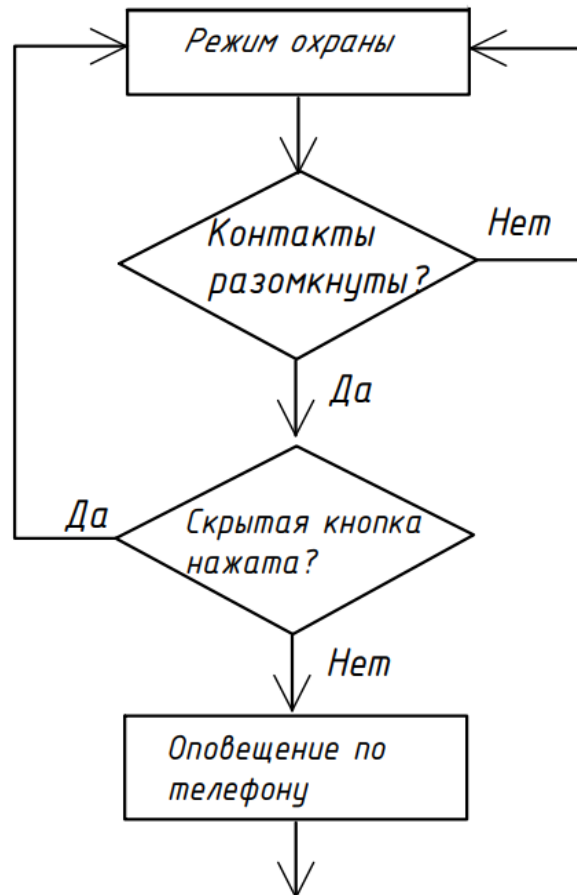 Режим охраны
Контакты
разомкнуты?
Нет
Да
Да
Скрытая кнопка
нажата?
Нет
Оповещение по
телефону